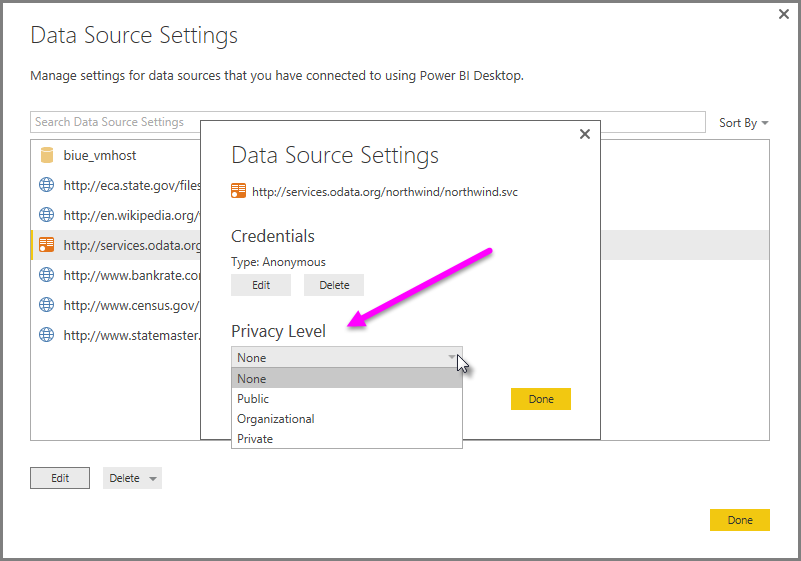 Data Source Settings
Manage settings for data sources that you have connected to using Power BI Desktop.
Search Data Source Settings
Sort By
biue_vmhost
http://eca.state.gov/files
http://en.wikipedia.org/
http://services.odata.org
http://www.bankrate.co
http://www.census.gov/
http://www.statemaster.
Data Source Settings
http://services.odata.org/northwind/northwind.svc
Credentials
Type: Anonymous
Edit Delete
Privacy Level
None
None
Public
Organizational
Private
Done
Edit Delete
Done